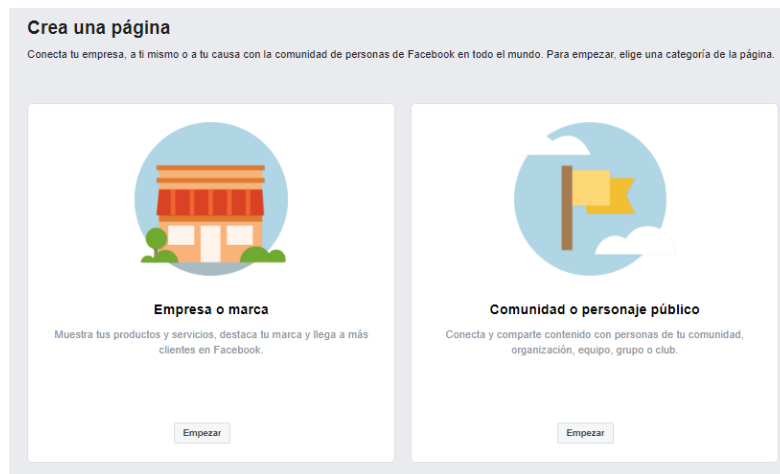 Crea una página
Conecta tu empresa, a ti mismo o a tu causa con la comunidad de personas de Facebook en todo el mundo. Para empezar, elige una categoría de la página.
Empresa o marca
Muestra tus productos y servicios, destaca tu marca y llega a más
clientes en Facebook.
Empezar
Comunidad o personaje público
Conecta y comparte contenido con personas de tu comunidad,
organización, equipo, grupo o club.
Empezar